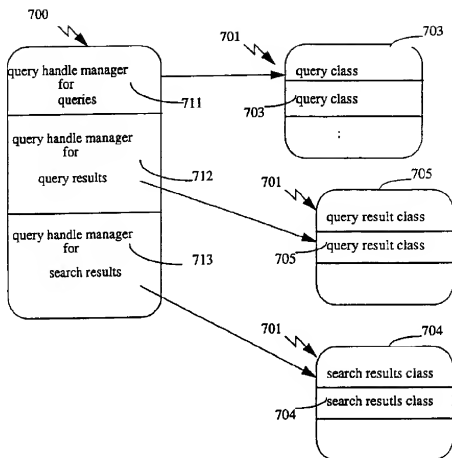 700
query handle manager
for
queries
711
query handle manager
for
query results
712
query handle manager
for
search results
713
701
703
query class
703
query class
:
701
705
query result class
705
query result class
701
704
search results class
704
search resutls class